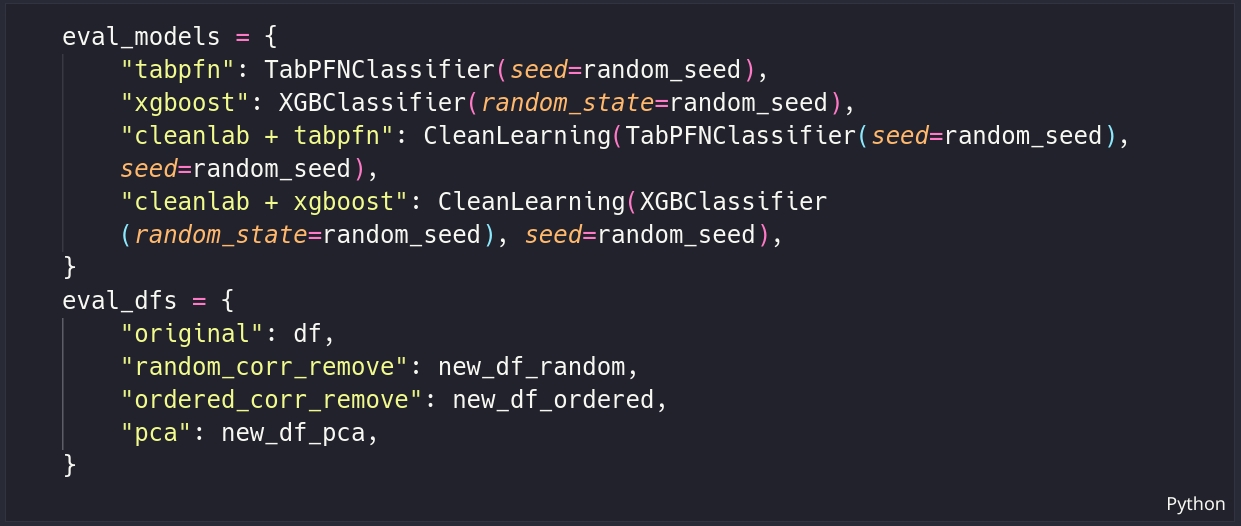 eval_models = {
    "tabpfn": TabPFNClassifier(seed=random_seed),
    "xgboost": XGBClassifier(random_state=random_seed),
    "cleanlab + tabpfn": CleanLearning(TabPFNClassifier(seed=random_seed),
    seed=random_seed),
    "cleanlab + xgboost": CleanLearning(XGBClassifier
    (random_state=random_seed), seed=random_seed),
}
eval_dfs = {
    "original": df,
    "random_corr_remove": new_df_random,
    "ordered_corr_remove": new_df_ordered,
    "pca": new_df_pca,
}
Python